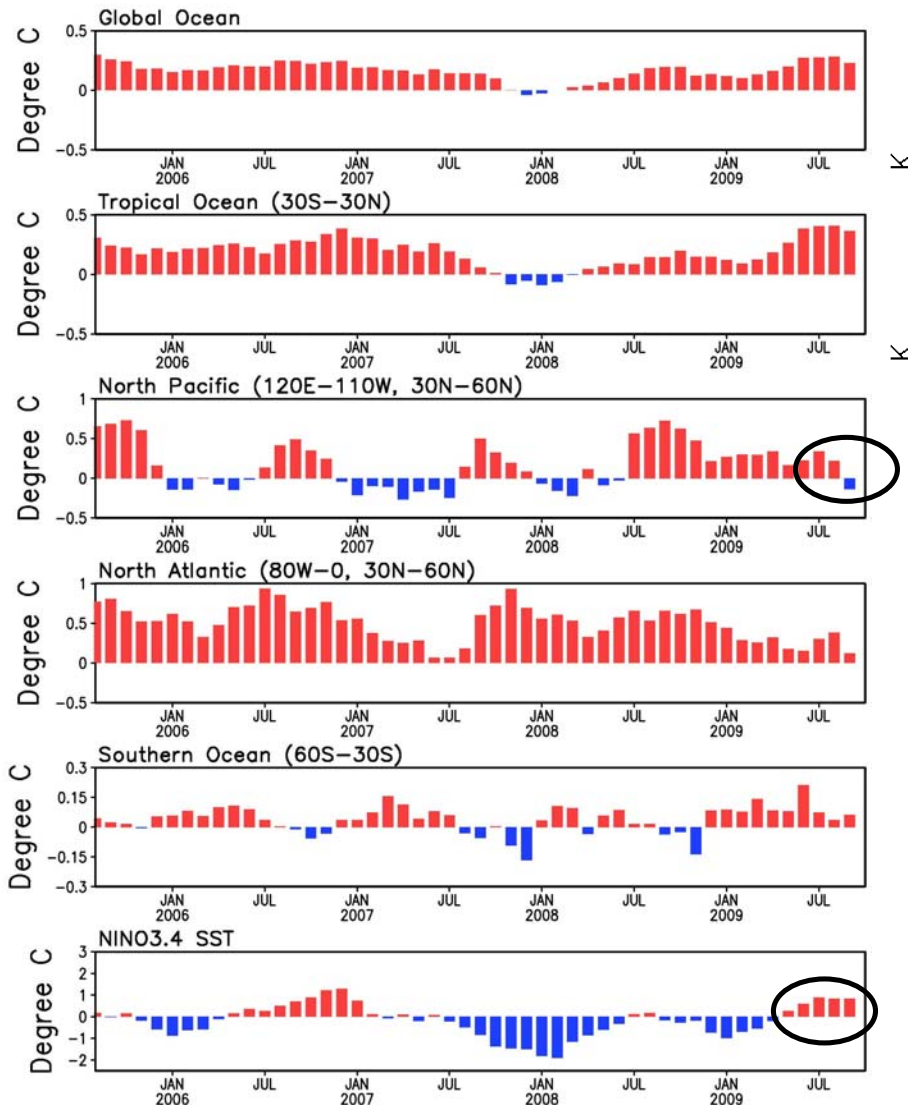 Global Ocean
Degree C
0.5
0
-0.5
JAN JUL JAN JUL JAN JUL JAN JUL
2006 2007 2008 2009
K
Tropical Ocean (30S-30N)
Degree C
0.5
0
-0.5
JAN JUL JAN JUL JAN JUL JAN JUL
2006 2007 2008 2009
K
North Pacific (120E-110W, 30N-60N)
Degree C
1
0.5
0
-0.5
JAN JUL JAN JUL JAN JUL JAN JUL
2006 2007 2008 2009
North Atlantic (80W-0, 30N-60N)
Degree C
1
0.5
0
-0.5
JAN JUL JAN JUL JAN JUL JAN JUL
2006 2007 2008 2009
Southern Ocean (60S-30S)
Degree C
0.3
0.15
0
-0.15
-0.3
JAN JUL JAN JUL JAN JUL JAN JUL
2006 2007 2008 2009
NINO3.4 SST
Degree C
3
2
1
0
-1
-2
JAN JUL JAN JUL JAN JUL JAN JUL
2006 2007 2008 2009